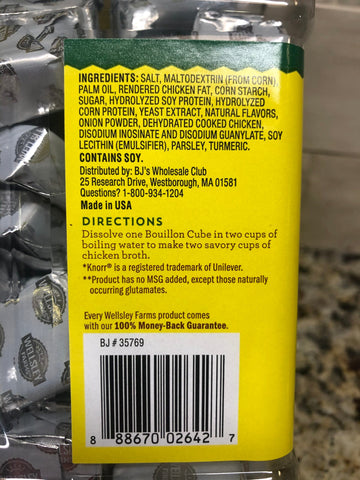 INGREDIENTS: SALT, MALTODEXTRIN (FROM CORN),
PALM OIL, RENDERED CHICKEN FAT, CORN STARCH,
SUGAR, HYDROLYZED SOY PROTEIN, HYDROLYZED
CORN PROTEIN, YEAST EXTRACT, NATURAL FLAVORS,
ONION POWDER, DEHYDRATED COOKED CHICKEN,
DISODIUM INOSINATE AND DISODIUM GUANYLATE, SOY
LECITHIN (EMULSIFIER), PARSLEY, TURMERIC.
CONTAINS SOY.
Distributed by: BJ's Wholesale Club
25 Research Drive, Westborough, MA 01581
Questions? 1-800-934-1204
Made in USA
DIRECTIONS
Dissolve one Bouillon Cube in two cups of
boiling water to make two savory cups of
chicken broth.
*Knorr® is a registered trademark of Unilever.
**Product has no MSG added, except those naturally
occurring glutamates.
Every Wellsley Farms product comes
with our 100% Money-Back Guarantee.
BJ # 35769
8 88670 02642 7
WELLSLEY